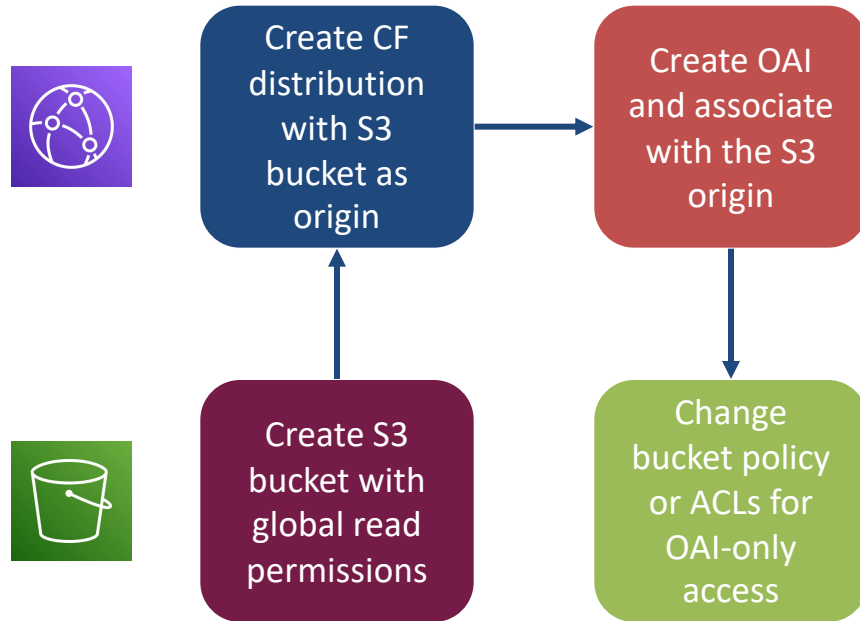 Create CF
distribution
with S3
bucket as
origin
Create OAI
and associate
with the S3
origin
Create S3
bucket with
global read
permissions
Change
bucket policy
or ACLs for
OAI-only
access